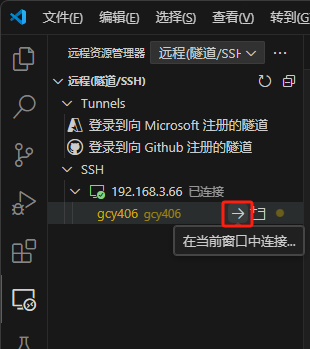 文件(F) 编辑(E) 选择(S) 查看(V) 转到(G
远程资源管理器 远程(隧道/SSH)
远程(隧道/SSH)
Tunnels
登录到向 Microsoft 注册的隧道
登录到向 Github 注册的隧道
SSH
192.168.3.66 已连接
gcy406 gcy406
在当前窗口中连接...